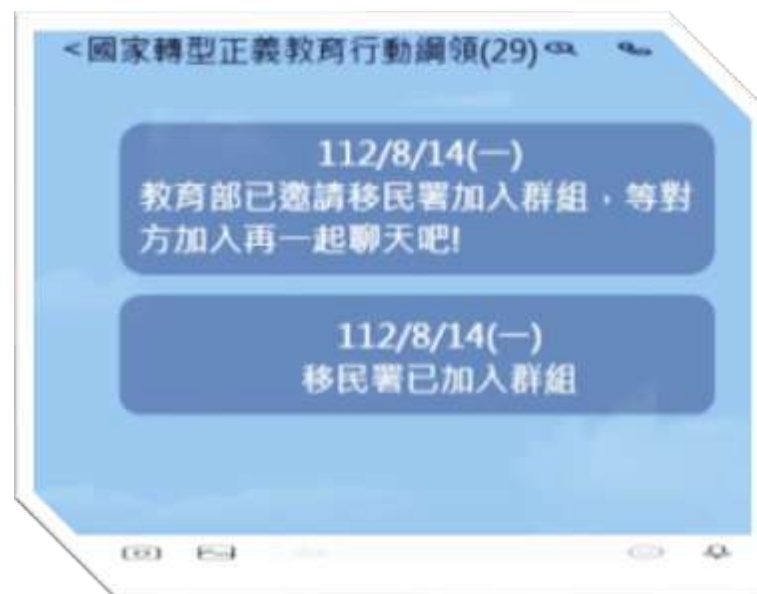 <國家轉型正義教育行動綱領(29)
112/8/14(一)
教育部已邀請移民署加入群組，等對
方加入再一起聊天吧!
112/8/14(一)
移民署已加入群組